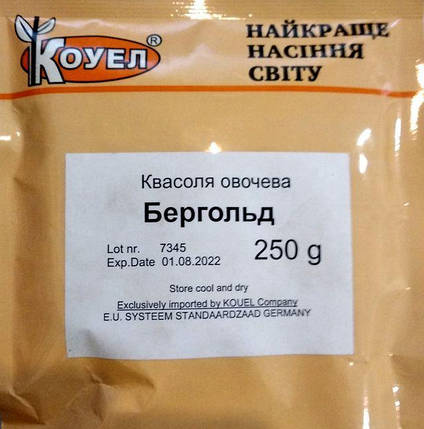 КОУЕЛ®
НАЙКРАЩЕ
НАСІННЯ
СВІТУ
Квасоля овочева
Бергольд
Lot nr. 7345
Exp.Date 01.08.2022
250 g
Store cool and dry
Exclusively imported by KOUEL Company
E.U. SYSTEEM STANDAARDZAAD GERMANY